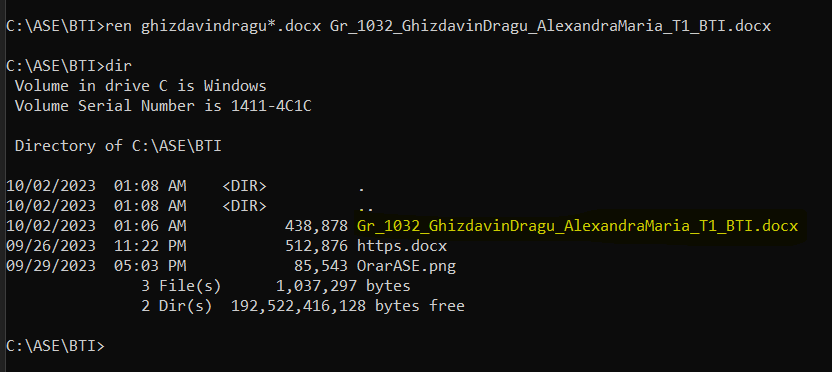 C:\ASE\BTI>ren ghizdavindragu*.docx Gr_1032_GhizdavinDragu_AlexandraMaria_T1_BTI.docx
C:\ASE\BTI>dir
Volume in drive C is Windows
Volume Serial Number is 1411-4C1C
Directory of C:\ASE\BTI
10/02/2023  01:08 AM    <DIR>          .
10/02/2023  01:08 AM    <DIR>          ..
10/02/2023  01:06 AM           438,878 Gr_1032_GhizdavinDragu_AlexandraMaria_T1_BTI.docx
09/26/2023  11:22 PM           512,876 https.docx
09/29/2023  05:03 PM            85,543 OrarASE.png
3 File(s)      1,037,297 bytes
2 Dir(s)  192,522,416,128 bytes free
C:\ASE\BTI>